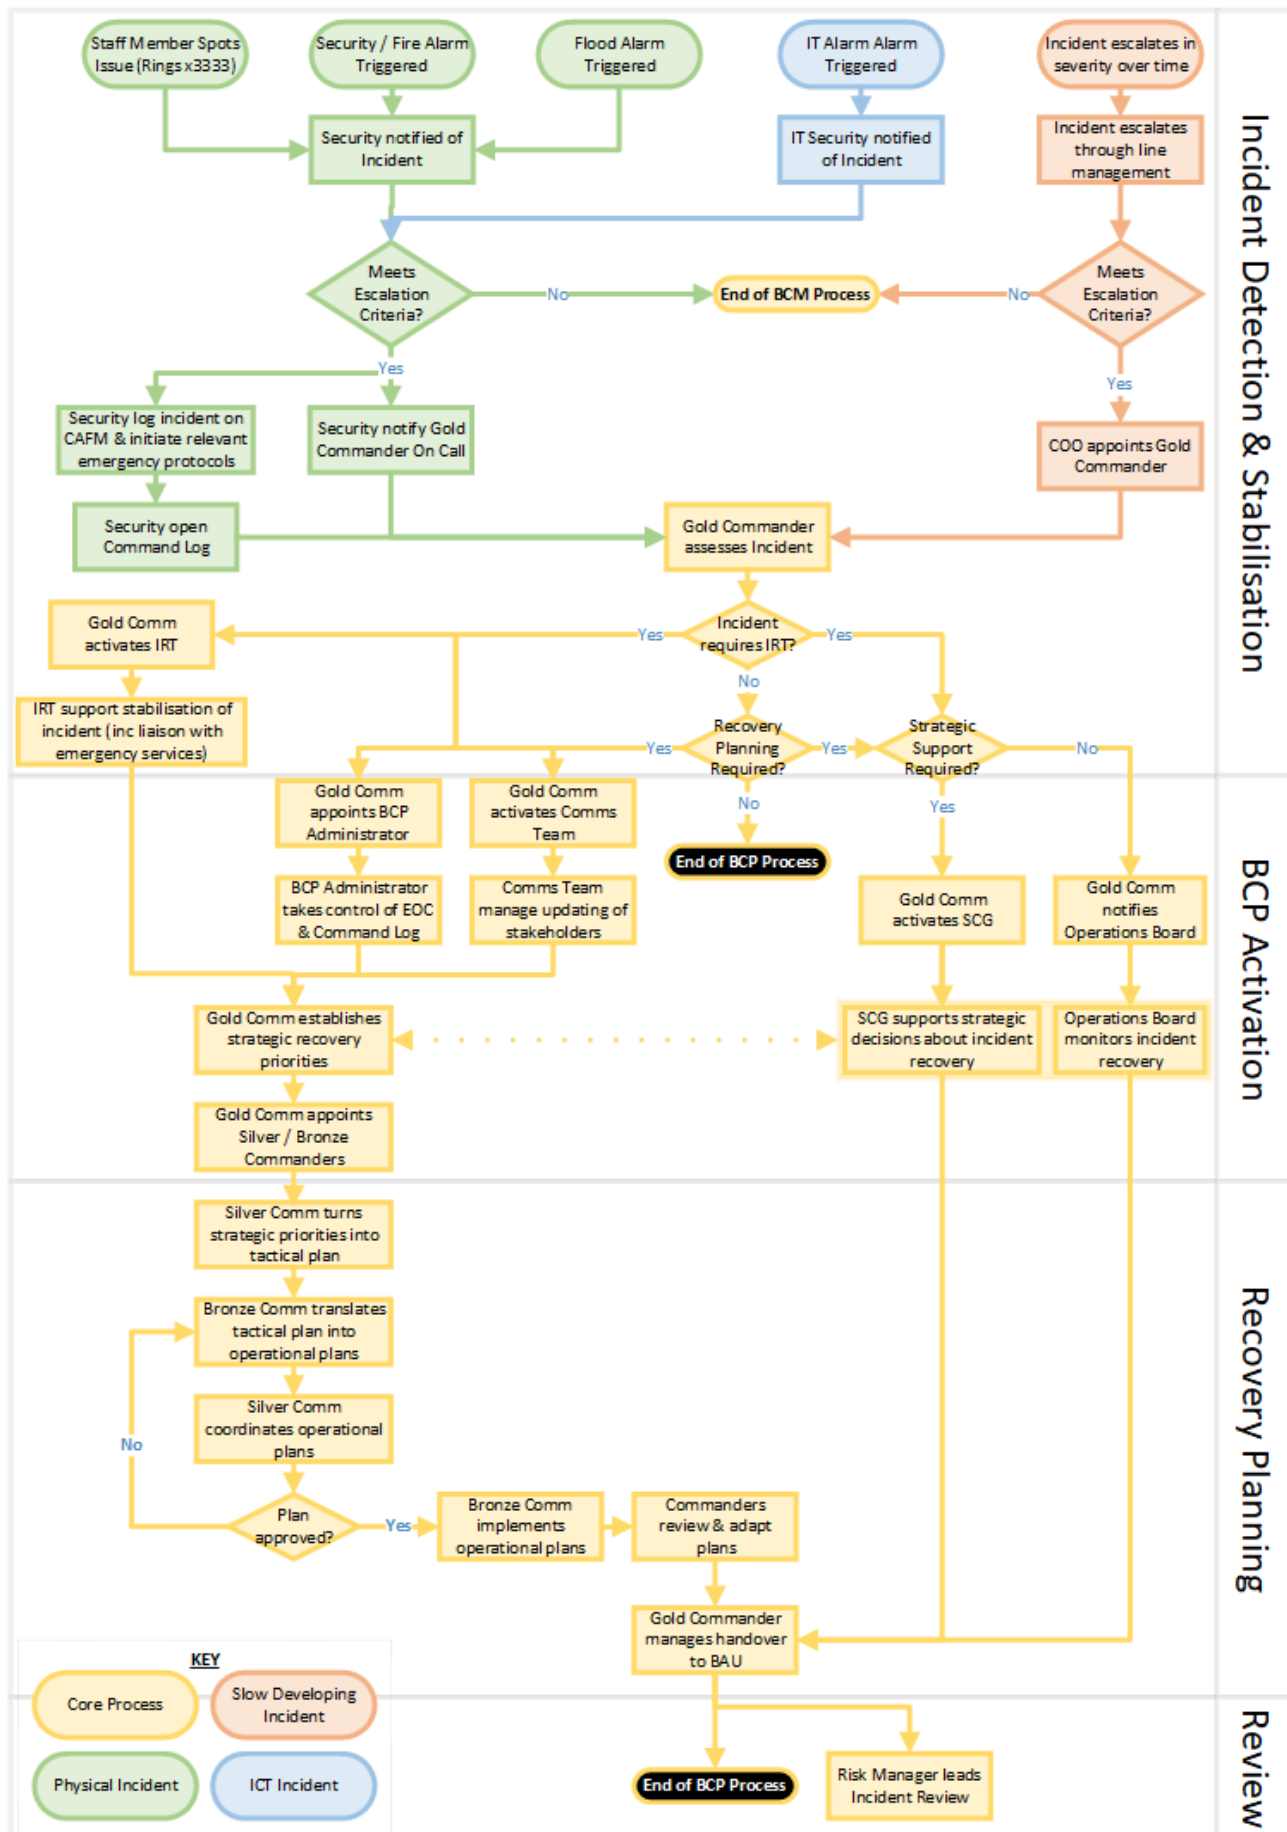 Staff Member Spots
Issue (Rings x3333)
Security / Fire Alarm
Triggered
Flood Alarm
Triggered
IT Alarm Alarm
Triggered
Incident escalates in
severity over time
Security notified of
Incident
IT Security notified
of Incident
Incident escalates
through line
management
Meets
Escalation
Criteria?
No
End of BCM Process
No
Meets
Escalation
Criteria?
Yes
Yes
Security log incident on
CAFM & initiate relevant
emergency protocols
Security notify Gold
Commander On Call
COO appoints Gold
Commander
Security open
Command Log
Gold Commander
assesses Incident
Incident Detection & Stabilisation
Gold Comm
activates IRT
Yes
Incident
requires IRT?
Yes
No
IRT support stabilisation of
incident (inc liaison with
emergency services)
Yes
Recovery
Planning
Required?
Yes
Strategic
Support
Required?
No
No
Yes
Gold Comm
appoints BCP
Administrator
Gold Comm
activates Comms
Team
End of BCP Process
BCP Administrator
takes control of EOC
& Command Log
Comms Team
manage updating of
stakeholders
Gold Comm
activates SCG
Gold Comm
notifies
Operations Board
Gold Comm establishes
strategic recovery
priorities
SCG supports strategic
decisions about incident
recovery
Operations Board
monitors incident
recovery
Gold Comm appoints
Silver / Bronze
Commanders
BCP Activation
Silver Comm turns
strategic priorities into
tactical plan
Bronze Comm translates
tactical plan into
operational plans
Silver Comm
coordinates operational
plans
No
Plan
approved?
Yes
Bronze Comm
implements
operational plans
Commanders
review & adapt
plans
Gold Commander
manages handover
to BAU
Recovery Planning
KEY
Core Process
Slow Developing
Incident
Physical Incident
ICT Incident
End of BCP Process
Risk Manager leads
Incident Review
Review